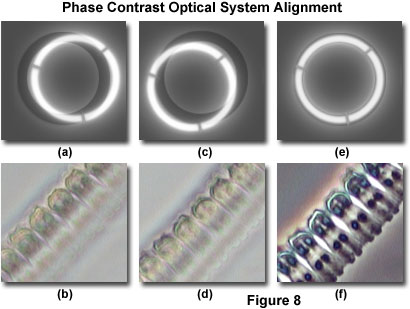 Phase Contrast Optical System Alignment
(a) (c) (e)
(b) (d) (f)
Figure 8